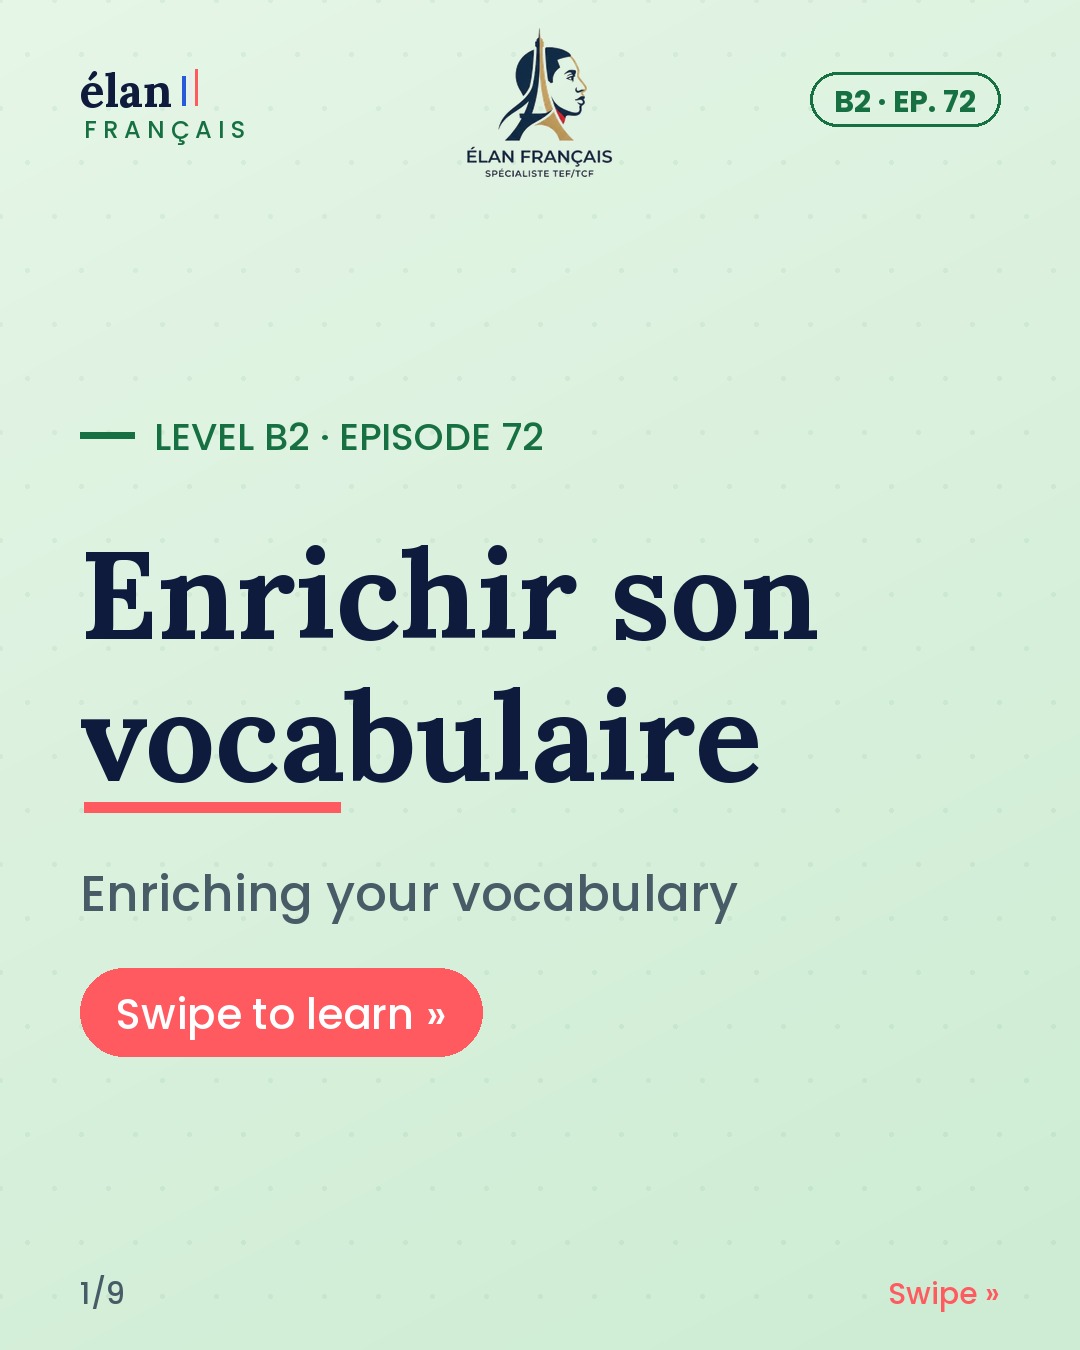 élan
FRANÇAIS
ÉLAN FRANÇAIS
SPÉCIALISTE TEF/TCF
B2 · EP. 72
LEVEL B2 · EPISODE 72
Enrichir son
vocabulaire
Enriching your vocabulary
Swipe to learn »
1/9
Swipe »